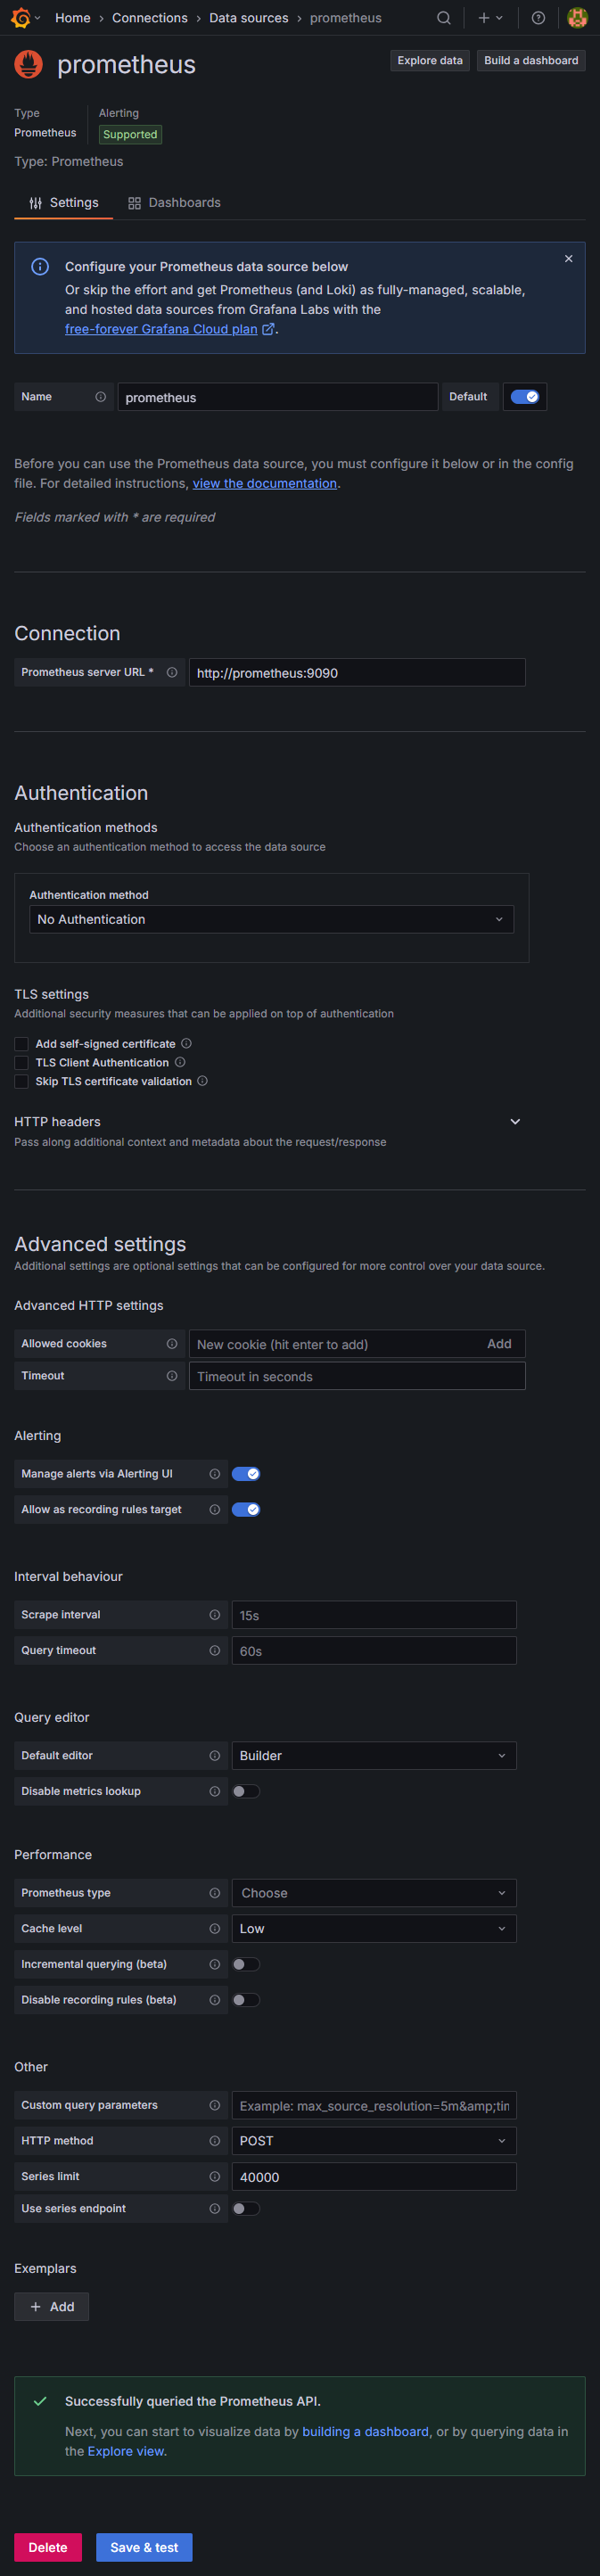 Home › Connections › Data sources › prometheus
prometheus
Explore data
Build a dashboard
Type
Alerting
Prometheus
Supported
Type: Prometheus
Settings
Dashboards
Configure your Prometheus data source below
Or skip the effort and get Prometheus (and Loki) as fully-managed, scalable,
and hosted data sources from Grafana Labs with the
free-forever Grafana Cloud plan.
Name
prometheus
Default
Before you can use the Prometheus data source, you must configure it below or in the config
file. For detailed instructions, view the documentation.
Fields marked with * are required
Connection
Prometheus server URL *
http://prometheus:9090
Authentication
Authentication methods
Choose an authentication method to access the data source
Authentication method
No Authentication
TLS settings
Additional security measures that can be applied on top of authentication
Add self-signed certificate
TLS Client Authentication
Skip TLS certificate validation
HTTP headers
Pass along additional context and metadata about the request/response
Advanced settings
Additional settings are optional settings that can be configured for more control over your data source.
Advanced HTTP settings
Allowed cookies
New cookie (hit enter to add)
Add
Timeout
Timeout in seconds
Alerting
Manage alerts via Alerting UI
Allow as recording rules target
Interval behaviour
Scrape interval
15s
Query timeout
60s
Query editor
Default editor
Builder
Disable metrics lookup
Performance
Prometheus type
Choose
Cache level
Low
Incremental querying (beta)
Disable recording rules (beta)
Other
Custom query parameters
Example: max_source_resolution=5m&amp;tin
HTTP method
POST
Series limit
40000
Use series endpoint
Exemplars
Add
Successfully queried the Prometheus API.
Next, you can start to visualize data by building a dashboard, or by querying data in
the Explore view.
Delete
Save & test